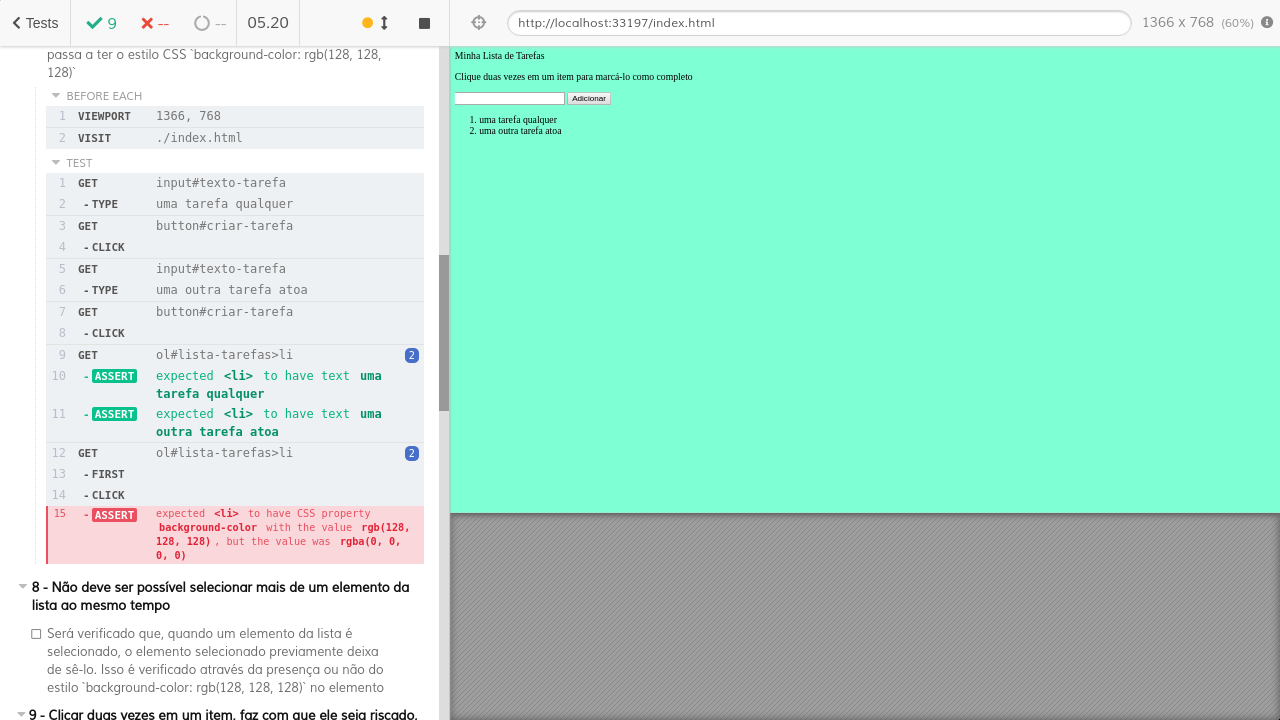 Tests 9 -- -- 05.20 http://localhost:33197/index.html 1366 x 768 (60%)
passa a ter o estilo CSS `background-color: rgb(128, 128,
128)`
BEFORE EACH
1 VIEWPORT 1366, 768
2 VISIT ./index.html
TEST
1 GET input#texto-tarefa
2 -TYPE uma tarefa qualquer
3 GET button#criar-tarefa
4 -CLICK
5 GET input#texto-tarefa
6 -TYPE uma outra tarefa atoa
7 GET button#criar-tarefa
8 -CLICK
9 GET ol#lista-tarefas>li 2
10 -ASSERT expected <li> to have text uma
tarefa qualquer
11 -ASSERT expected <li> to have text uma
outra tarefa atoa
12 GET ol#lista-tarefas>li 2
13 -FIRST
14 -CLICK
15 -ASSERT expected <li> to have CSS property
background-color with the value rgb(128,
128, 128), but the value was rgba(0, 0,
0, 0)
8 - Não deve ser possível selecionar mais de um elemento da
lista ao mesmo tempo
Será verificado que, quando um elemento da lista é
selecionado, o elemento selecionado previamente deixa
de sê-lo. Isso é verificado através da presença ou não do
estilo `background-color: rgb(128, 128, 128)` no elemento
9 - Clicar duas vezes em um item, faz com que ele seja riscado,
Minha Lista de Tarefas
Clique duas vezes em um item para marcá-lo como completo
Adicionar
1. uma tarefa qualquer
2. uma outra tarefa atoa